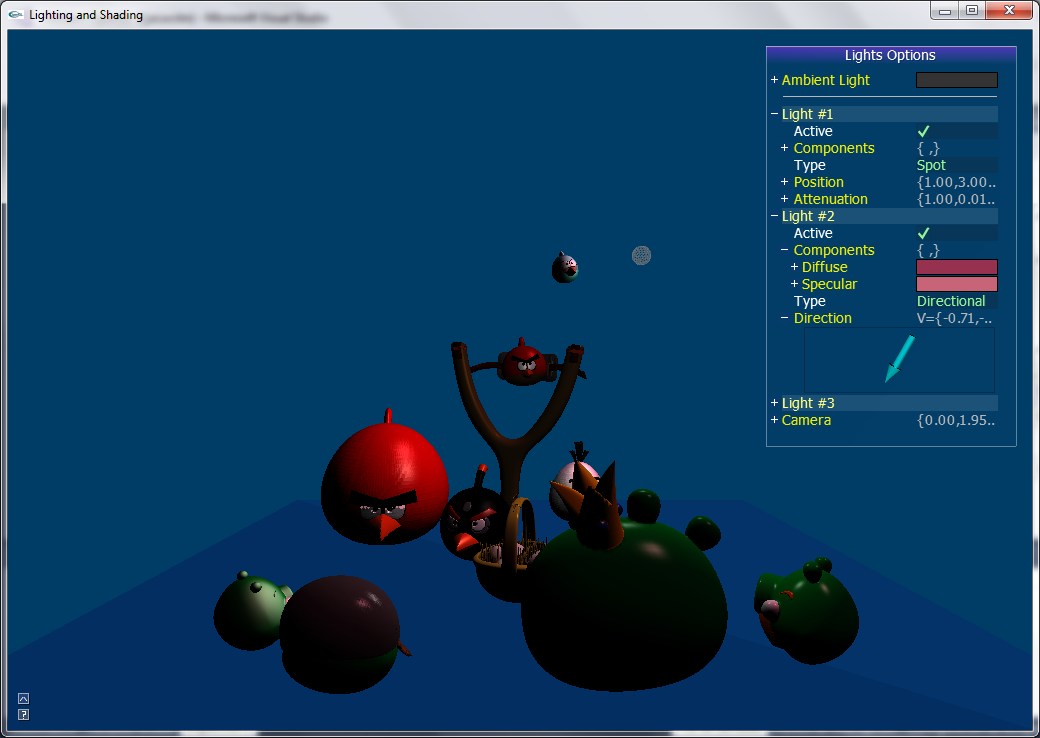 Lighting and Shading
Lights Options
+ Ambient Light
- Light #1
Active ✓
+ Components { ,}
Type Spot
+ Position {1.00,3.00..
+ Attenuation {1.00,0.01..
- Light #2
Active ✓
- Components { ,}
+ Diffuse
+ Specular
Type Directional
- Direction V={-0.71,-..
+ Light #3
+ Camera {0.00,1.95..
?